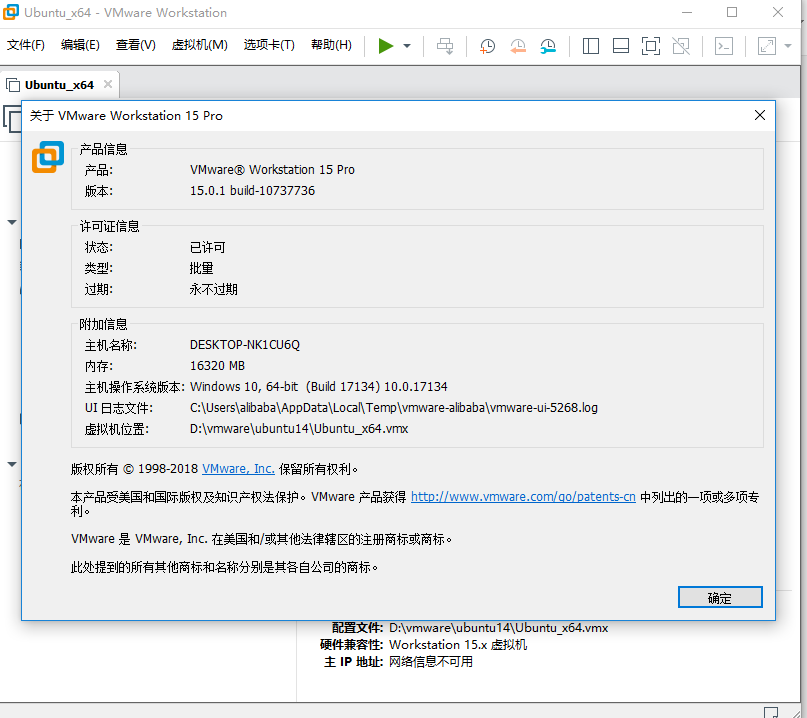 Ubuntu_x64 - VMware Workstation
文件(F) 编辑(E) 查看(V) 虚拟机(M) 选项卡(T) 帮助(H)
Ubuntu_x64
关于 VMware Workstation 15 Pro
产品信息
产品: VMware® Workstation 15 Pro
版本: 15.0.1 build-10737736
许可证信息
状态: 已许可
类型: 批量
过期: 永不过期
附加信息
主机名称: DESKTOP-NK1CU6Q
内存: 16320 MB
主机操作系统版本: Windows 10, 64-bit (Build 17134) 10.0.17134
UI 日志文件: C:\Users\alibaba\AppData\Local\Temp\vmware-alibaba\vmware-ui-5268.log
虚拟机位置: D:\vmware\ubuntu14\Ubuntu_x64.vmx
版权所有 © 1998-2018 VMware, Inc. 保留所有权利。
本产品受美国和国际版权及知识产权法保护。VMware 产品获得 http://www.vmware.com/go/patents-cn 中列出的一项或多项专
利。
VMware 是 VMware, Inc. 在美国和/或其他法律辖区的注册商标或商标。
此处提到的所有其他商标和名称分别是其各自公司的商标。
确定
配置文件: D:\vmware\ubuntu14\Ubuntu_x64.vmx
硬件兼容性: Workstation 15.x 虚拟机
主 IP 地址: 网络信息不可用